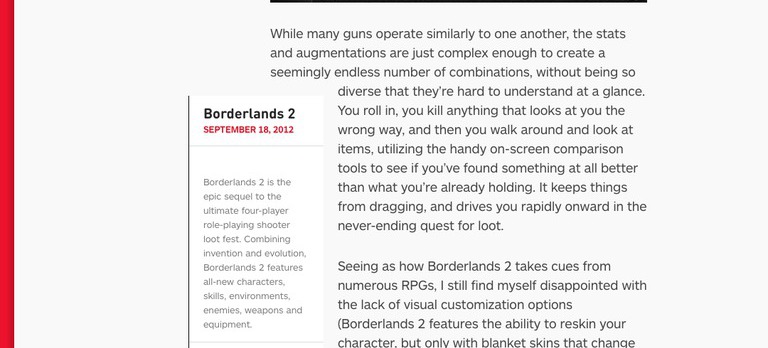 While many guns operate similarly to one another, the stats
and augmentations are just complex enough to create a
seemingly endless number of combinations, without being so
diverse that they're hard to understand at a glance.
You roll in, you kill anything that looks at you the
wrong way, and then you walk around and look at
items, utilizing the handy on-screen comparison
tools to see if you've found something at all better
than what you're already holding. It keeps things
from dragging, and drives you rapidly onward in the
never-ending quest for loot.
Borderlands 2
SEPTEMBER 18, 2012
Borderlands 2 is the
epic sequel to the
ultimate four-player
role-playing shooter
loot fest. Combining
invention and evolution,
Borderlands 2 features
all-new characters,
skills, environments,
enemies, weapons and
equipment.
Seeing as how Borderlands 2 takes cues from
numerous RPGs, I still find myself disappointed with
the lack of visual customization options
(Borderlands 2 features the ability to reskin your
character, but only with blanket skins that change